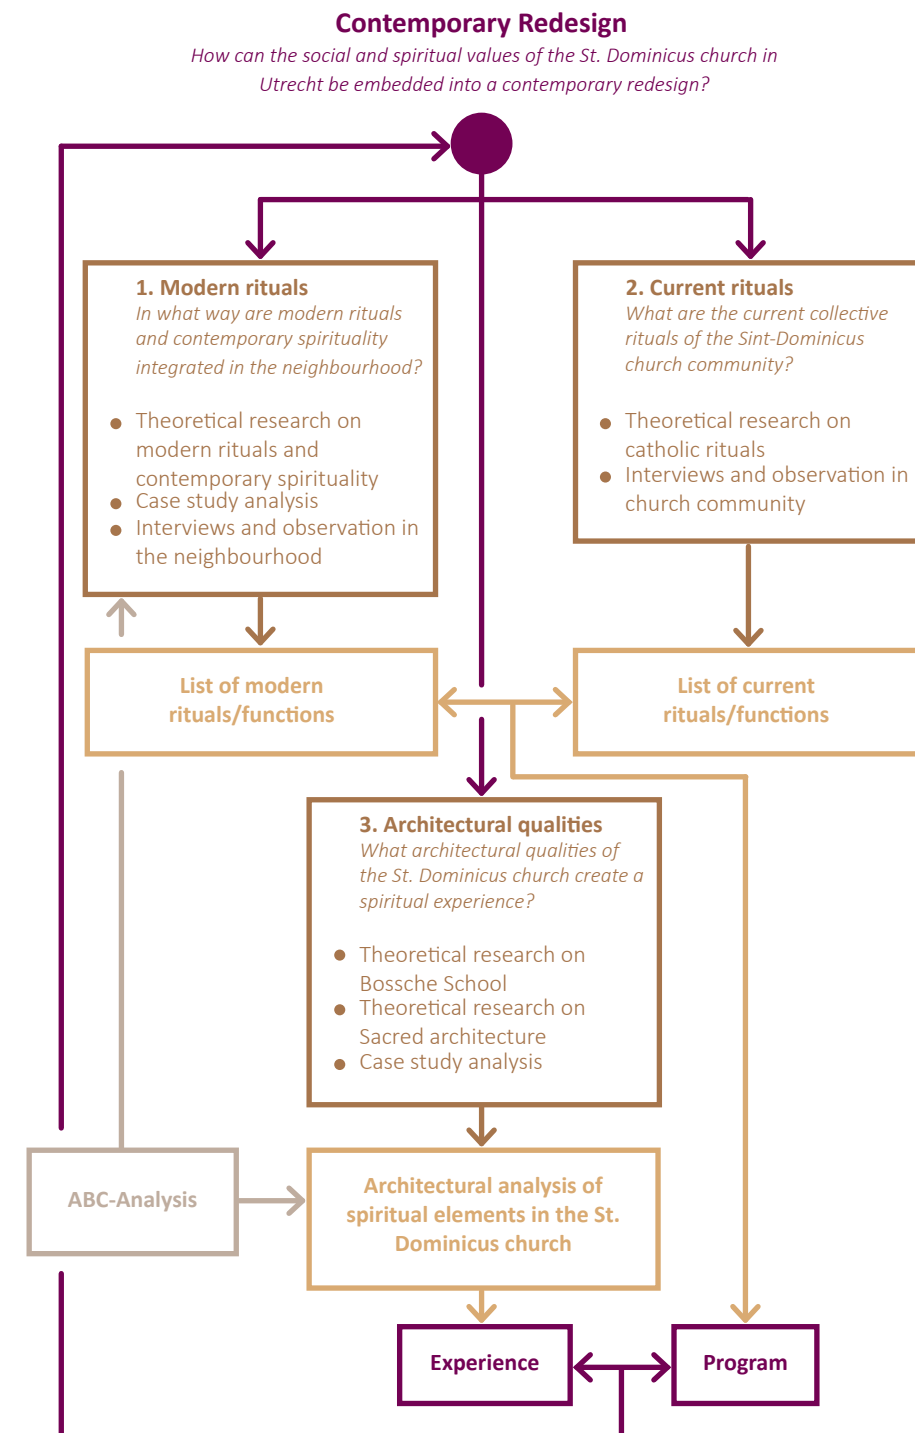 Contemporary Redesign
How can the social and spiritual values of the St. Dominicus church in
Utrecht be embedded into a contemporary redesign?
1. Modern rituals
In what way are modern rituals
and contemporary spirituality
integrated in the neighbourhood?
Theoretical research on
modern rituals and
contemporary spirituality
Case study analysis
Interviews and observation in
the neighbourhood
2. Current rituals
What are the current collective
rituals of the Sint-Dominicus
church community?
Theoretical research on
catholic rituals
Interviews and observation in
church community
List of modern
rituals/functions
List of current
rituals/functions
3. Architectural qualities
What architectural qualities of
the St. Dominicus church create a
spiritual experience?
Theoretical research on
Bossche School
Theoretical research on
Sacred architecture
Case study analysis
ABC-Analysis
Architectural analysis of
spiritual elements in the St.
Dominicus church
Experience
Program